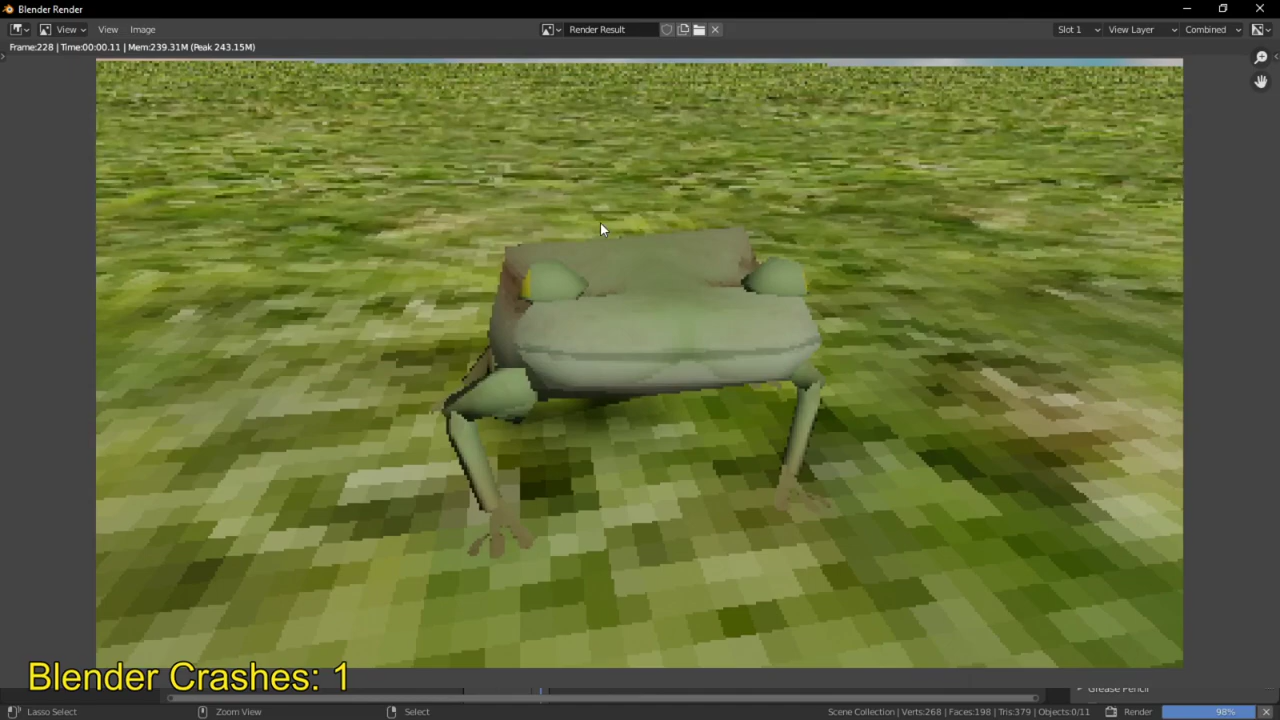 Blender Render
View
View
Image
Render Result
Slot 1
View Layer
Combined
Frame:228 | Time:00:00.11 | Mem:239.31M (Peak 243.15M)
Blender Crashes: 1
Grease Pencil
Lasso Select
Zoom View
Select
Scene Collection | Verts:268 | Faces:198 | Tris:379 | Objects:0/11
Render
98%